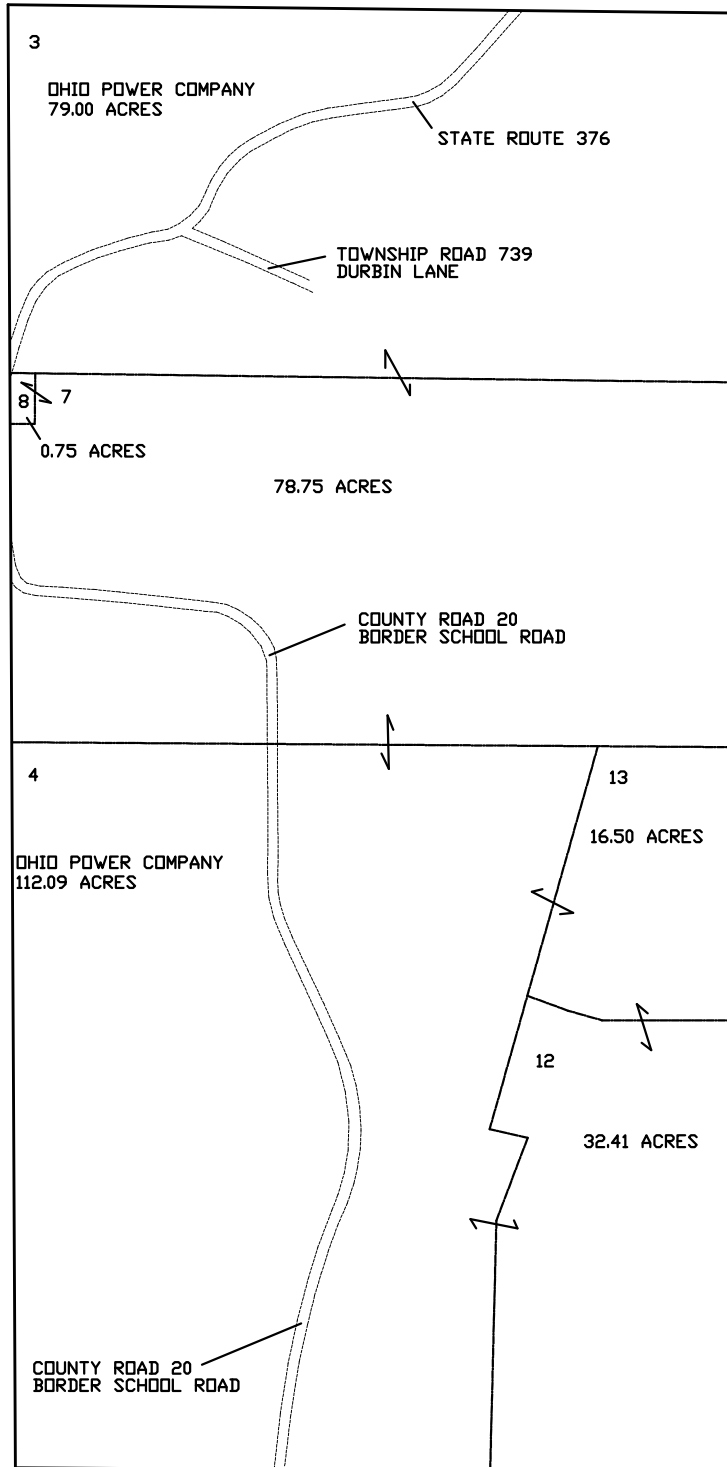 3
OHIO POWER COMPANY
79.00 ACRES
STATE ROUTE 376
TOWNSHIP ROAD 739
DURBIN LANE
8
7
0.75 ACRES
78.75 ACRES
COUNTY ROAD 20
BORDER SCHOOL ROAD
4
13
16.50 ACRES
OHIO POWER COMPANY
112.09 ACRES
12
32.41 ACRES
COUNTY ROAD 20
BORDER SCHOOL ROAD